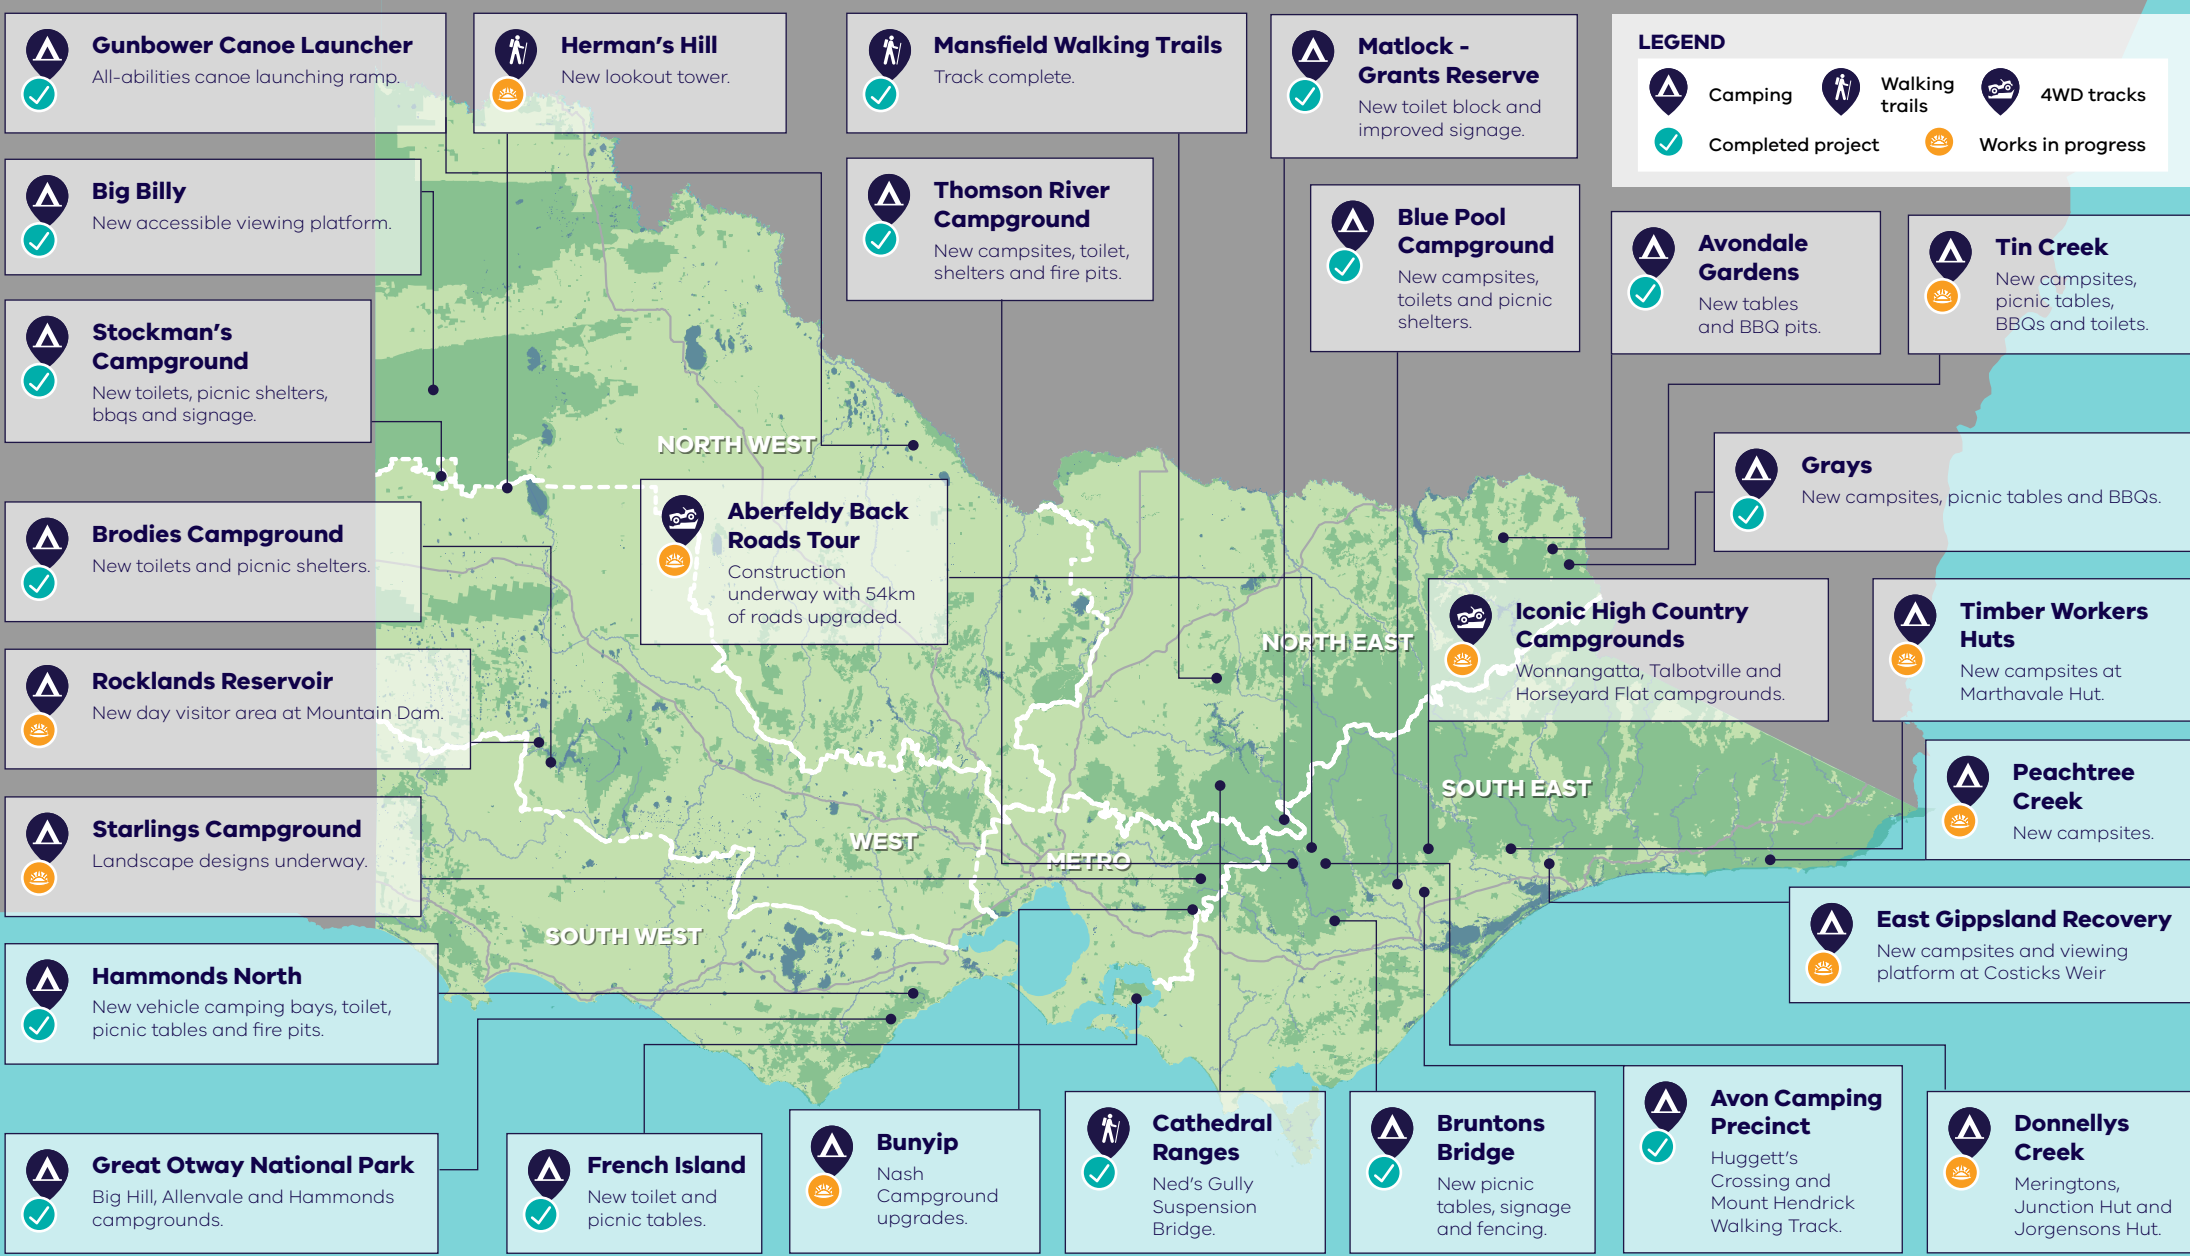 Gunbower Canoe Launcher
All-abilities canoe launching ramp.
Herman's Hill
New lookout tower.
Mansfield Walking Trails
Track complete.
Matlock -
Grants Reserve
New toilet block and
improved signage.
LEGEND
Camping
Walking
trails
4WD tracks
Completed project
Works in progress
Big Billy
New accessible viewing platform.
Thomson River
Campground
New campsites, toilet,
shelters and fire pits.
Blue Pool
Campground
New campsites,
toilets and picnic
shelters.
Avondale
Gardens
New tables
and BBQ pits.
Tin Creek
New campsites,
picnic tables,
BBQs and toilets.
Stockman's
Campground
New toilets, picnic shelters,
bbqs and signage.
NORTH WEST
Grays
New campsites, picnic tables and BBQs.
Brodies Campground
New toilets and picnic shelters.
Aberfeldy Back
Roads Tour
Construction
underway with 54km
of roads upgraded.
NORTH EAST
Iconic High Country
Campgrounds
Wonnangatta, Talbotville and
Horseyard Flat campgrounds.
Timber Workers
Huts
New campsites at
Marthavale Hut.
Rocklands Reservoir
New day visitor area at Mountain Dam.
SOUTH EAST
Peachtree
Creek
New campsites.
Starlings Campground
Landscape designs underway.
WEST
METRO
SOUTH WEST
East Gippsland Recovery
New campsites and viewing
platform at Costicks Weir
Hammonds North
New vehicle camping bays, toilet,
picnic tables and fire pits.
Great Otway National Park
Big Hill, Allenvale and Hammonds
campgrounds.
French Island
New toilet and
picnic tables.
Bunyip
Nash
Campground
upgrades.
Cathedral
Ranges
Ned's Gully
Suspension
Bridge.
Bruntons
Bridge
New picnic
tables, signage
and fencing.
Avon Camping
Precinct
Huggett's
Crossing and
Mount Hendrick
Walking Track.
Donnellys
Creek
Meringtons,
Junction Hut and
Jorgensons Hut.